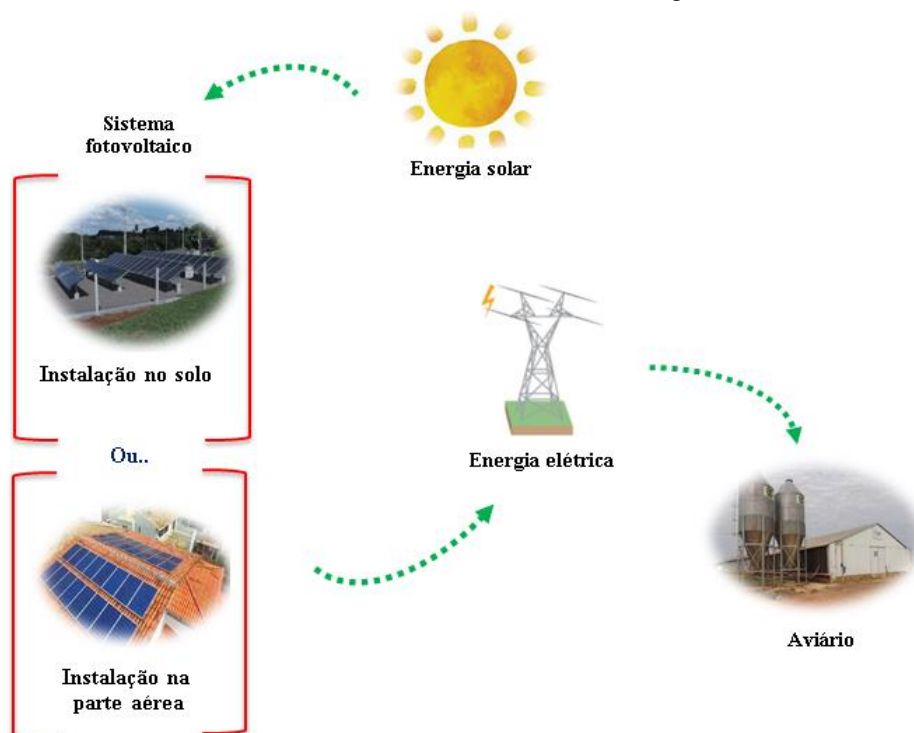 Sistema
fotovoltaico
Energia solar
Instalação no solo
Ou..
Instalação na
parte aérea
Energia elétrica
Aviário